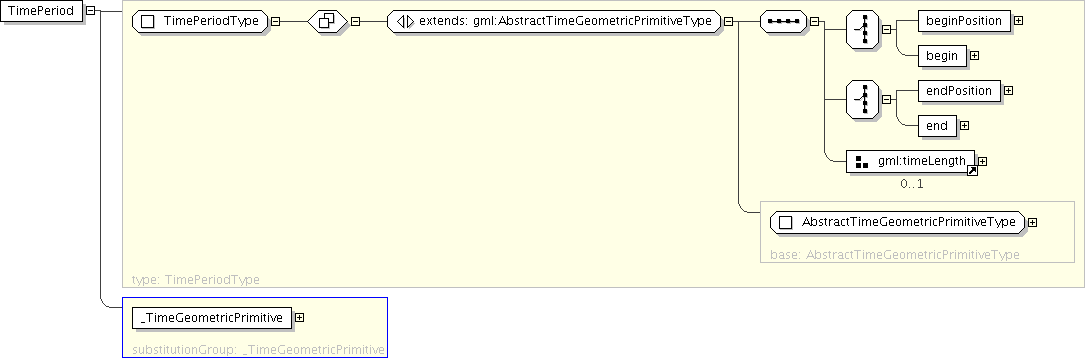 TimePeriod
TimePeriodType
extends: gml:AbstractTimeGeometricPrimitiveType
beginPosition
begin
endPosition
end
gml:timeLength
0..1
AbstractTimeGeometricPrimitiveType
base: AbstractTimeGeometricPrimitiveType
type: TimePeriodType
_TimeGeometricPrimitive
substitutionGroup: _TimeGeometricPrimitive